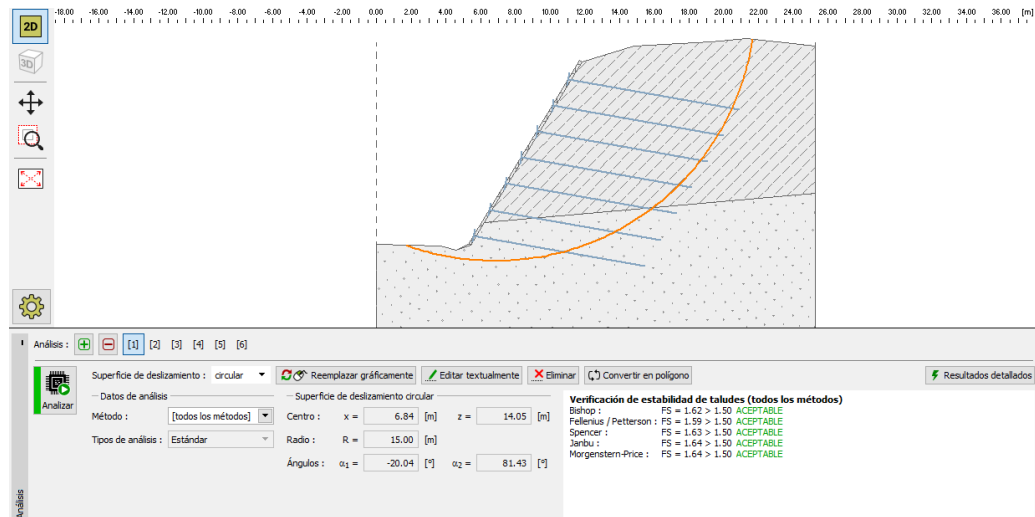 -18.00 -16.00 -14.00 -12.00 -10.00 -8.00 -6.00 -4.00 -2.00 0.00 2.00 4.00 6.00 8.00 10.00 12.00 14.00 16.00 18.00 20.00 22.00 24.00 26.00 28.00 30.00 32.00 34.00 36.00 [m]
2D
3D
Análisis : [1] [2] [3] [4] [5] [6]
Analizar
Superficie de deslizamiento : circular Reemplazar gráficamente Editar textualmente Eliminar Convertir en polígono Resultados detallados
Datos de análisis
Método : [todos los métodos]
Tipos de análisis : Estándar
Superficie de deslizamiento circular
Centro : x = 6.84 [m] z = 14.05 [m]
Radio : R = 15.00 [m]
Ángulos : α1 = -20.04 [°] α2 = 81.43 [°]
Verificación de estabilidad de taludes (todos los métodos)
Bishop : FS = 1.62 > 1.50 ACEPTABLE
Fellenius / Petterson : FS = 1.59 > 1.50 ACEPTABLE
Spencer : FS = 1.63 > 1.50 ACEPTABLE
Janbu : FS = 1.64 > 1.50 ACEPTABLE
Morgenstern-Price : FS = 1.64 > 1.50 ACEPTABLE
Análisis